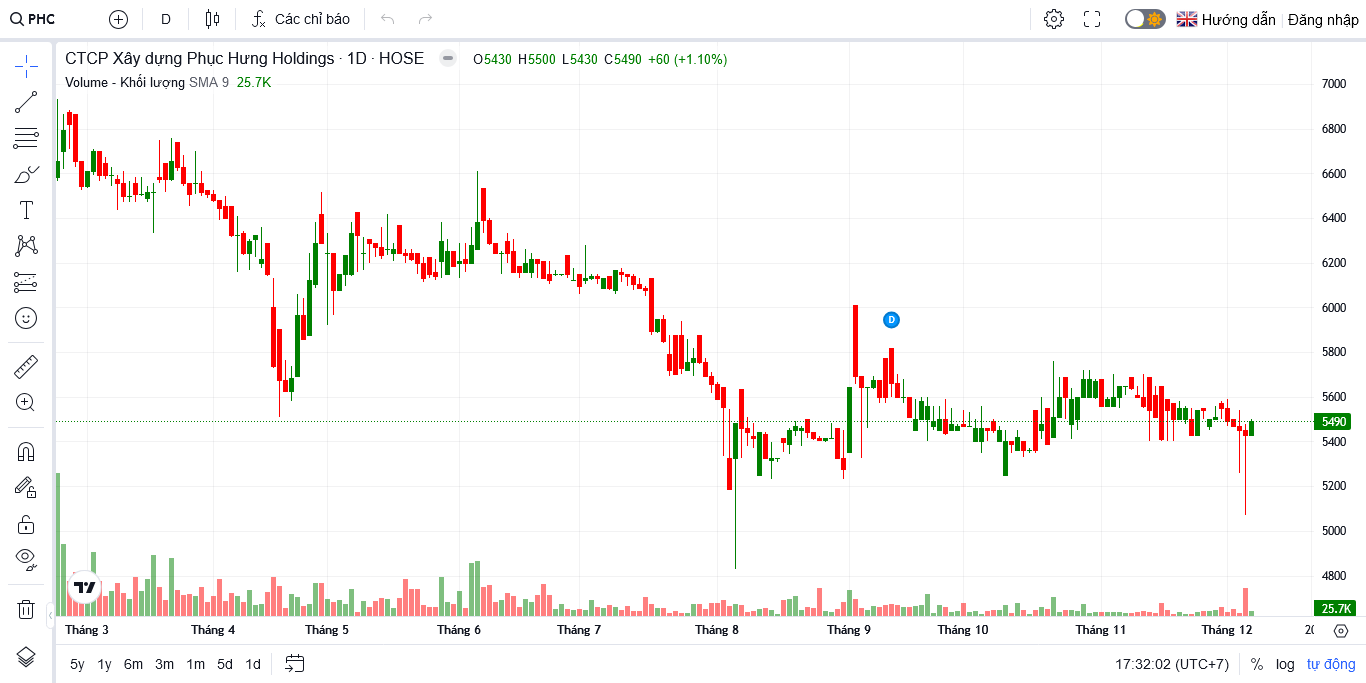 PHC D Các chỉ báo Hướng dẫn Đăng nhập
CTCP Xây dựng Phục Hưng Holdings · 1D · HOSE O5430 H5500 L5430 C5490 +60 (+1.10%)
Volume - Khối lượng SMA 9 25.7K
7000
6800
6600
6400
6200
6000
D
5800
5600
5490
5400
5200
5000
4800
25.7K
Tháng 3 Tháng 4 Tháng 5 Tháng 6 Tháng 7 Tháng 8 Tháng 9 Tháng 10 Tháng 11 Tháng 12
5y 1y 6m 3m 1m 5d 1d 17:32:02 (UTC+7) % log tự động